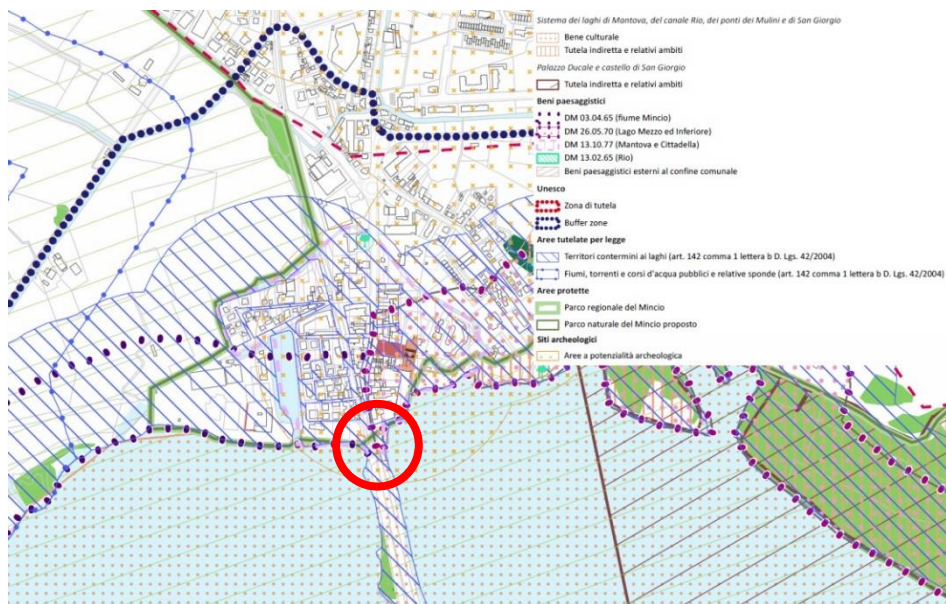 Sistema dei laghi di Mantova, del canale Rio, dei ponti dei Mulini e di San Giorgio
Bene culturale
Tutela indiretta e relativi ambiti
Palazzo Ducale e castello di San Giorgio
Tutela indiretta e relativi ambiti
Beni paesaggistici
DM 03.04.65 (fiume Mincio)
DM 26.05.70 (Lago Mezzo ed Inferiore)
DM 13.10.77 (Mantova e Cittadella)
DM 13.02.65 (Rio)
Beni paesaggistici esterni al confine comunale
Unesco
Zona di tutela
Buffer zone
Aree tutelate per legge
Territori contermini ai laghi (art. 142 comma 1 lettera b D. Lgs. 42/2004)
Fiumi, torrenti e corsi d'acqua pubblici e relative sponde (art. 142 comma 1 lettera b D. Lgs. 42/2004)
Aree protette
Parco regionale del Mincio
Parco naturale del Mincio proposto
Siti archeologici
Aree a potenzialità archeologica